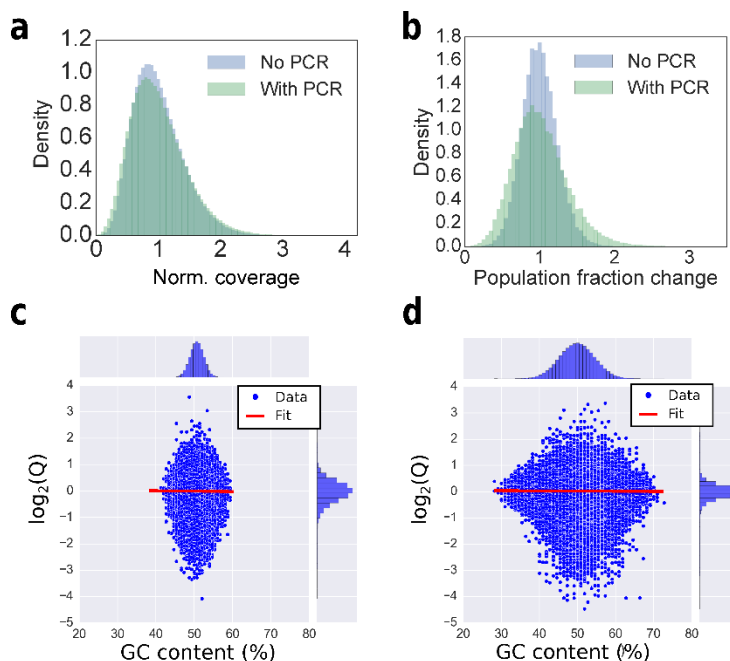 a
1.2
1.0
0.8
0.6
0.4
0.2
0.0
Density
No PCR
With PCR
0 1 2 3 4
Norm. coverage
b
1.8
1.6
1.4
1.2
1.0
0.8
0.6
0.4
0.2
0.0
Density
No PCR
With PCR
0 1 2 3
Population fraction change
c
4
3
2
1
0
−1
−2
−3
−4
−5
log₂(Q)
Data
Fit
20 30 40 50 60 70 80
GC content (%)
d
4
3
2
1
0
−1
−2
−3
−4
−5
log₂(Q)
Data
Fit
20 30 40 50 60 70 80
GC content (%)